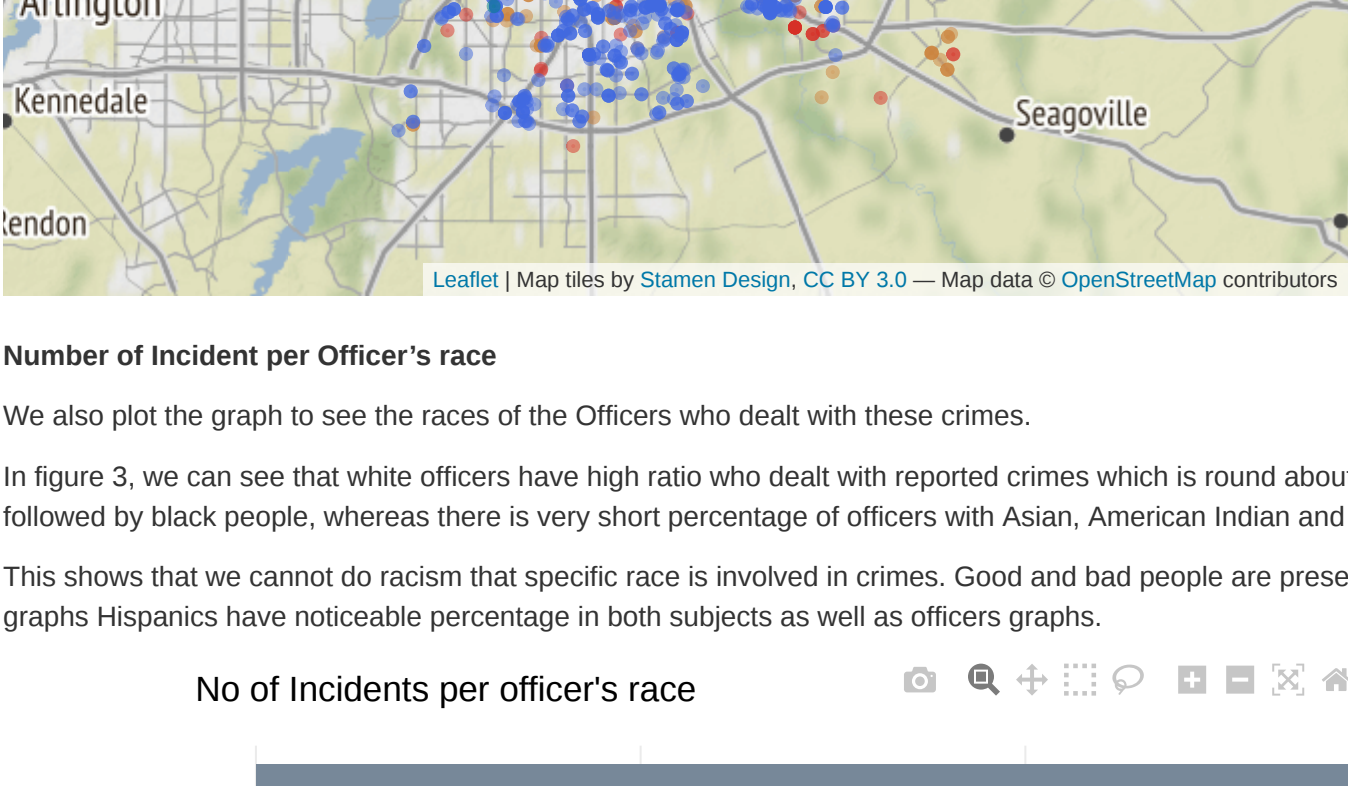 Arlington
Kennedale
Seagoville
Rendon
Leaflet | Map tiles by Stamen Design, CC BY 3.0 — Map data © OpenStreetMap contributors
Number of Incident per Officer’s race
We also plot the graph to see the races of the Officers who dealt with these crimes.
In figure 3, we can see that white officers have high ratio who dealt with reported crimes which is round about
followed by black people, whereas there is very short percentage of officers with Asian, American Indian and
This shows that we cannot do racism that specific race is involved in crimes. Good and bad people are prese
graphs Hispanics have noticeable percentage in both subjects as well as officers graphs.
No of Incidents per officer's race